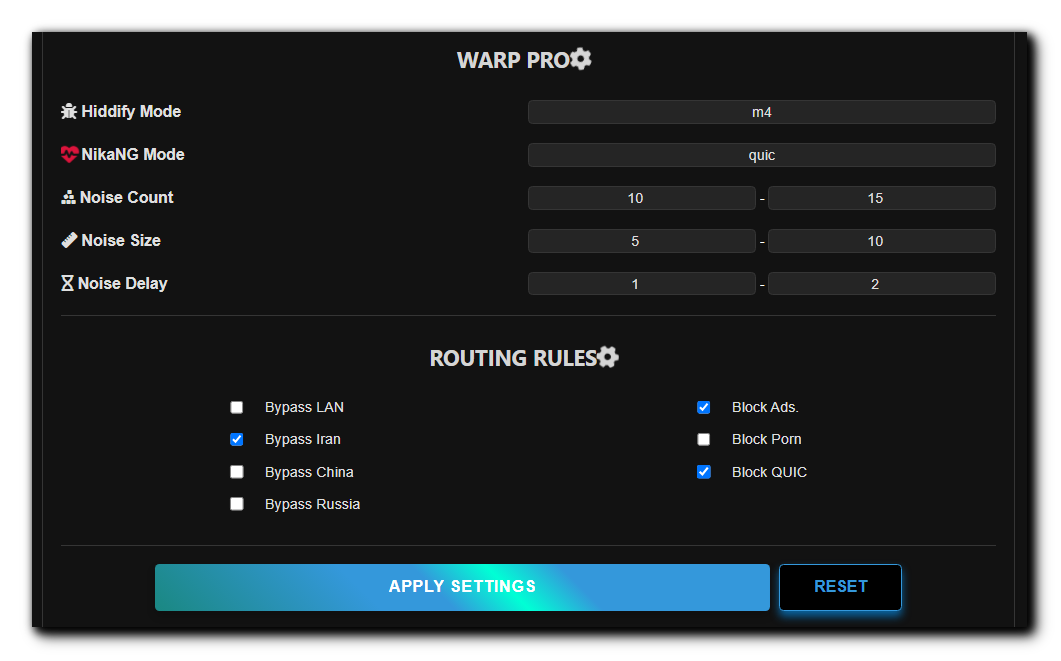 WARP PRO
Hiddify Mode m4
NikaNG Mode quic
Noise Count 10 - 15
Noise Size 5 - 10
Noise Delay 1 - 2
ROUTING RULES
Bypass LAN Block Ads.
Bypass Iran Block Porn
Bypass China Block QUIC
Bypass Russia
APPLY SETTINGS RESET